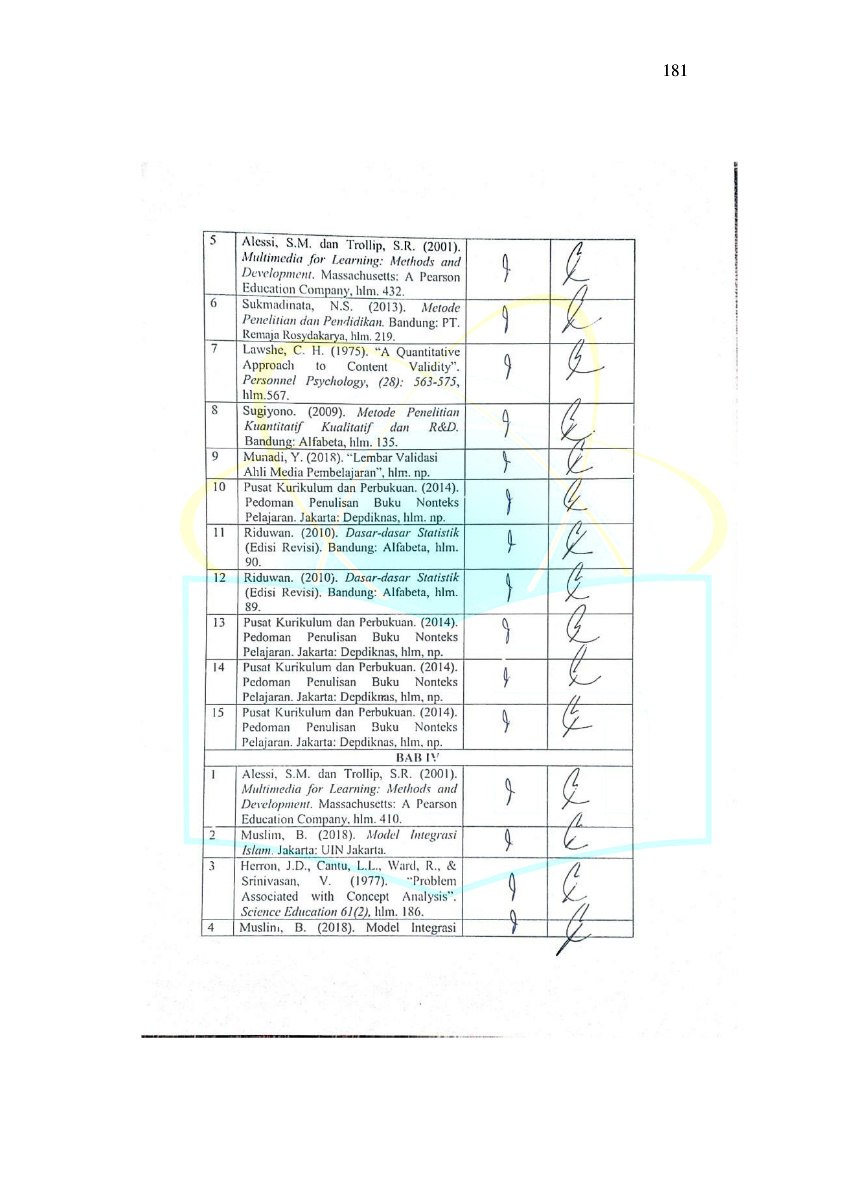 181
5 Alessi, S.M. dan Trollip, S.R. (2001).
Multimedia for Learning: Methods and
Development. Massachusetts: A Pearson
Education Company, hlm. 432.
6 Sukmadinata, N.S. (2013). Metode
Penelitian dan Pendidikan. Bandung: PT.
Remaja Rosydakarya, hlm. 219.
7 Lawshe, C. H. (1975). “A Quantitative
Approach to Content Validity”.
Personnel Psychology, (28): 563-575,
hlm.567.
8 Sugiyono. (2009). Metode Penelitian
Kuantitatif Kualitatif dan R&D.
Bandung: Alfabeta, hlm. 135.
9 Munadi, Y. (2018). “Lembar Validasi
Ahli Media Pembelajaran”, hlm. np.
10 Pusat Kurikulum dan Perbukuan. (2014).
Pedoman Penulisan Buku Nonteks
Pelajaran. Jakarta: Depdiknas, hlm. np.
11 Riduwan. (2010). Dasar-dasar Statistik
(Edisi Revisi). Bandung: Alfabeta, hlm.
90.
12 Riduwan. (2010). Dasar-dasar Statistik
(Edisi Revisi). Bandung: Alfabeta, hlm.
89.
13 Pusat Kurikulum dan Perbukuan. (2014).
Pedoman Penulisan Buku Nonteks
Pelajaran. Jakarta: Depdiknas, hlm, np.
14 Pusat Kurikulum dan Perbukuan. (2014).
Pedoman Penulisan Buku Nonteks
Pelajaran. Jakarta: Depdiknas, hlm, np.
15 Pusat Kurikulum dan Perbukuan. (2014).
Pedoman Penulisan Buku Nonteks
Pelajaran. Jakarta: Depdiknas, hlm, np.
BAB IV
1 Alessi, S.M. dan Trollip, S.R. (2001).
Multimedia for Learning: Methods and
Development. Massachusetts: A Pearson
Education Company, hlm. 410.
2 Muslim, B. (2018). Model Integrasi
Islam. Jakarta: UIN Jakarta.
3 Herron, J.D., Cantu, L.L., Ward, R., &
Srinivasan, V. (1977). “Problem
Associated with Concept Analysis”.
Science Education 61(2), hlm. 186.
4 Muslim, B. (2018). Model Integrasi